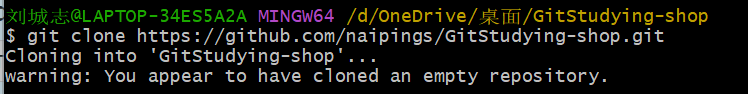 刘城志@LAPTOP-34ES5A2A MINGW64 /d/OneDrive/桌面/GitStudying-shop
$ git clone https://github.com/naipings/GitStudying-shop.git
Cloning into 'GitStudying-shop'...
warning: You appear to have cloned an empty repository.